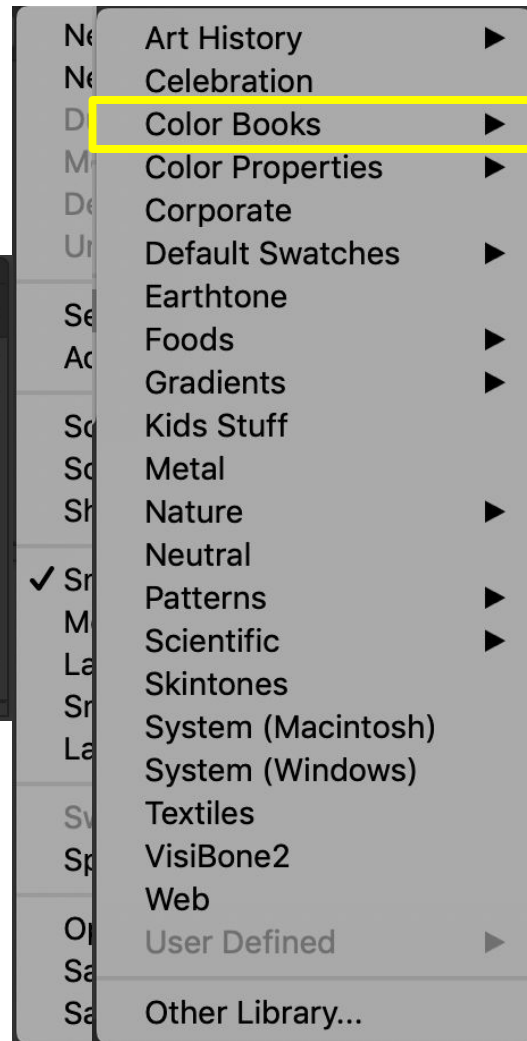 Art History
Celebration
Color Books
Color Properties
Corporate
Default Swatches
Earthtone
Foods
Gradients
Kids Stuff
Metal
Nature
Neutral
Patterns
Scientific
Skintones
System (Macintosh)
System (Windows)
Textiles
VisiBone2
Web
User Defined
Other Library...